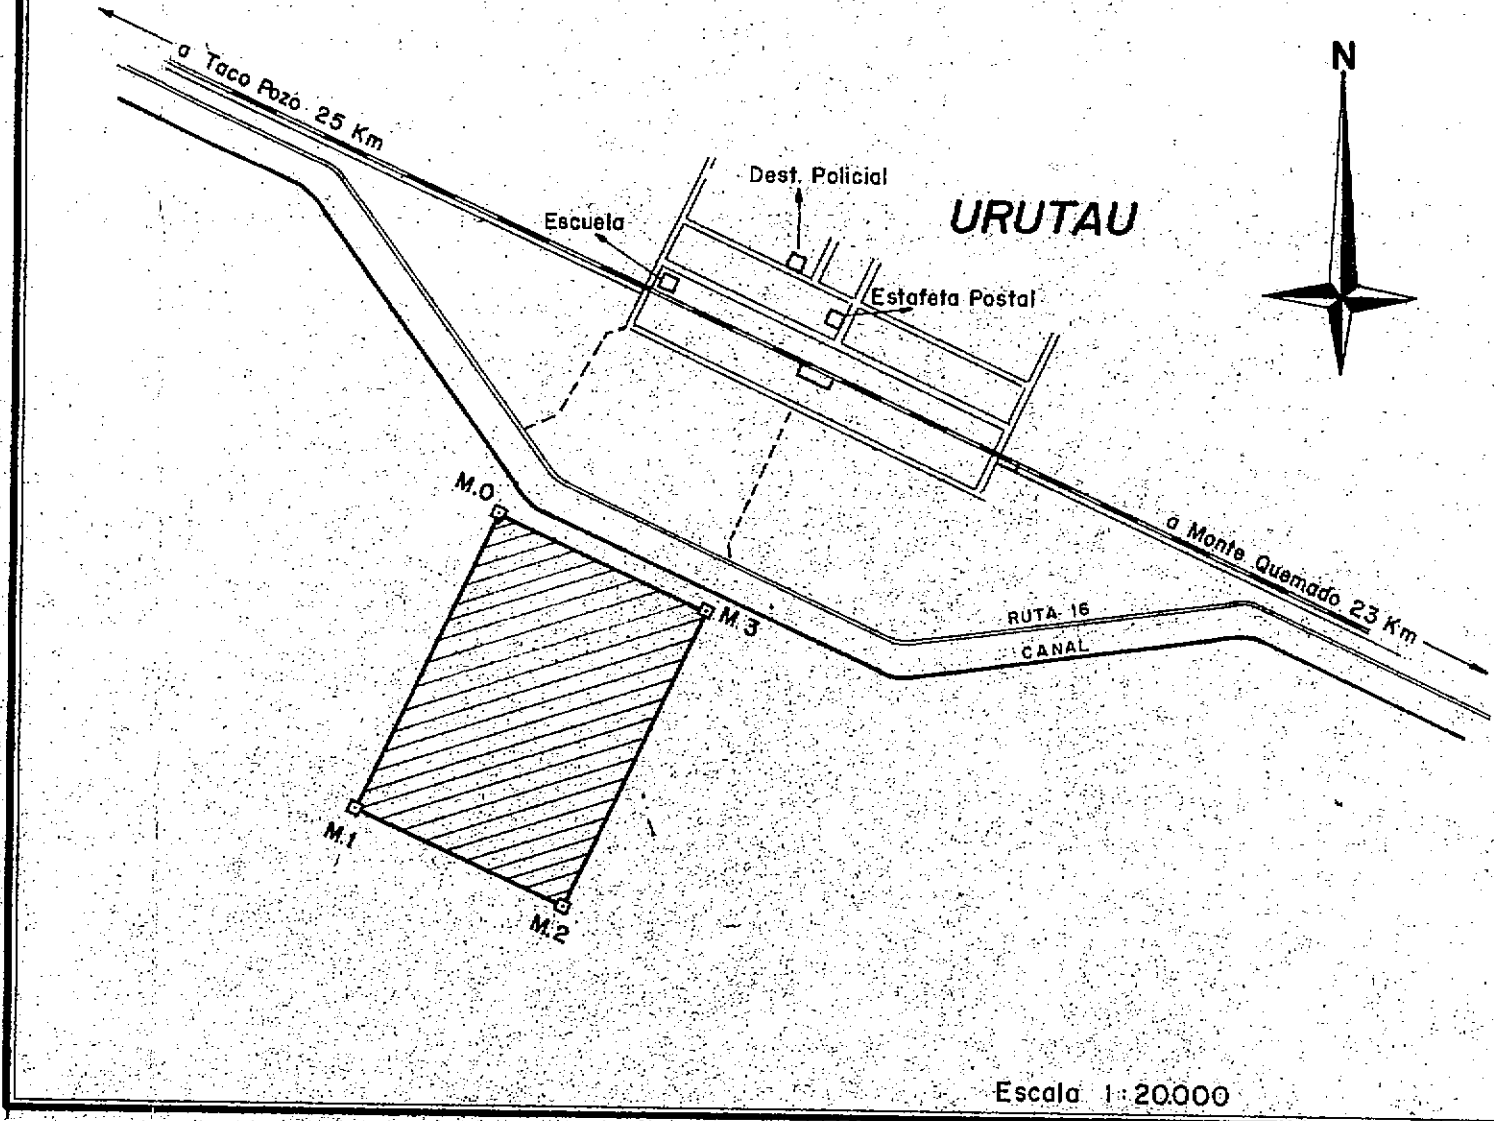 N
a Taco Pozo 25 Km
Dest. Policial
Escuela
URUTAU
Estafeta Postal
M.0
a Monte Quemado 23 Km
RUTA 16
M.3
CANAL
M.1
M.2
Escala 1:20.000